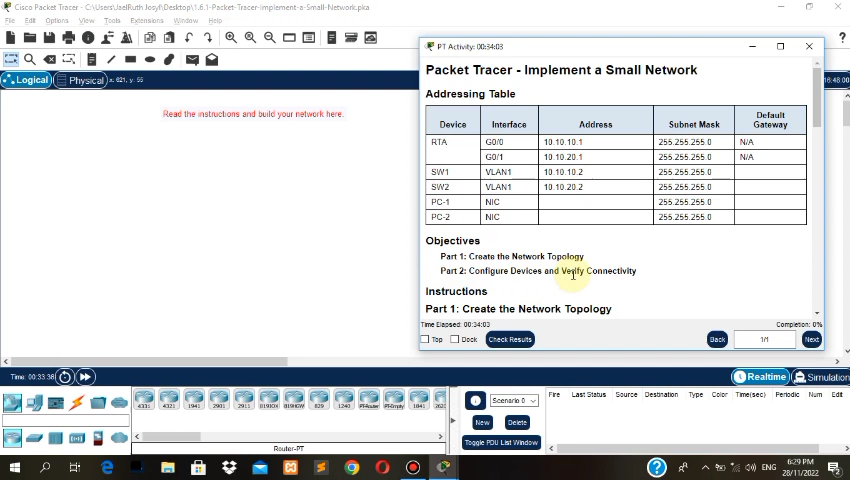 Cisco Packet Tracer - C:\Users\JaelRuth Josyf\Desktop\1.6.1-Packet-Tracer-Implement-a-Small-Network.pka
File Edit Options View Tools Extensions Window Help
Logical Physical x: 021, y: 55
16:48:00
Read the instructions and build your network here.
PT Activity: 00:34:03
Packet Tracer - Implement a Small Network
Addressing Table
Device Interface Address Subnet Mask Default Gateway
RTA G0/0 10.10.10.1 255.255.255.0 N/A
G0/1 10.10.20.1 255.255.255.0 N/A
SW1 VLAN1 10.10.10.2 255.255.255.0
SW2 VLAN1 10.10.20.2 255.255.255.0
PC-1 NIC 255.255.255.0
PC-2 NIC 255.255.255.0
Objectives
Part 1: Create the Network Topology
Part 2: Configure Devices and Verify Connectivity
Instructions
Part 1: Create the Network Topology
Time Elapsed: 00:34:03 Completion: 0%
Top Dock Check Results Back 1/1 Next
Time: 00:33:36 Realtime Simulation
4331 4321 1941 2901 2911 819IOX 819HGW 829 1240 PT-Router PT-Empty 1841
Router-PT
Scenario 0
New Delete
Toggle PDU List Window
Fire Last Status Source Destination Type Color Time(sec) Periodic Num Edit
ENG
6:29 PM
28/11/2022
2